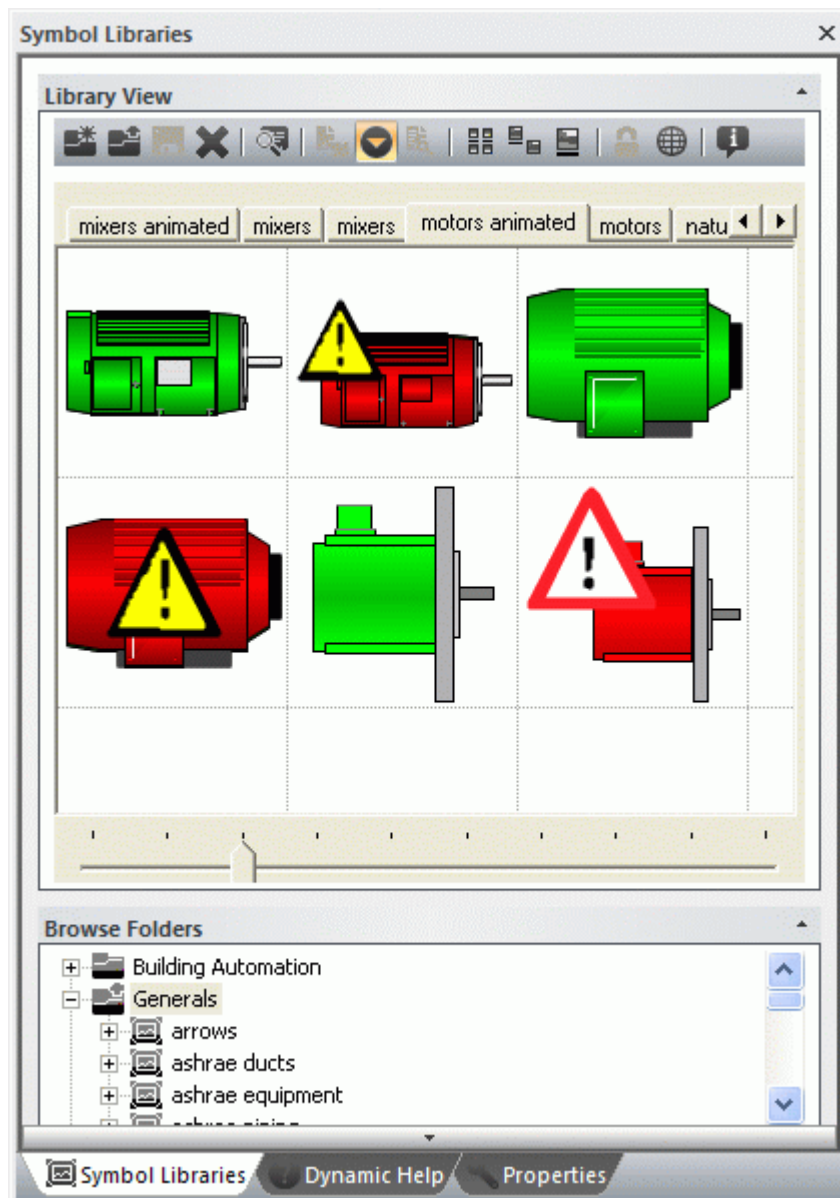 Symbol Libraries
Library View
mixers animated mixers mixers motors animated motors natu
Browse Folders
Building Automation
Generals
arrows
ashrae ducts
ashrae equipment
Symbol Libraries Dynamic Help Properties